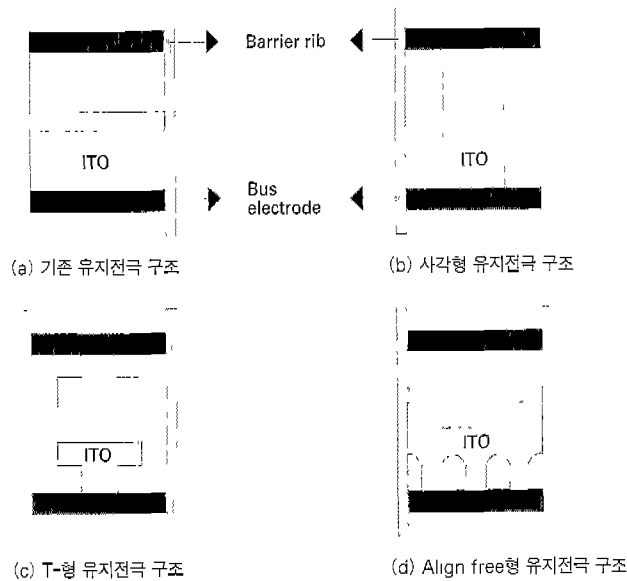 Barrier rib
ITO
ITO
Bus
electrode
(a) 기존 유지전극 구조
(b) 사각형 유지전극 구조
ITO
ITO
(c) T-형 유지전극 구조
(d) Align free형 유지전극 구조